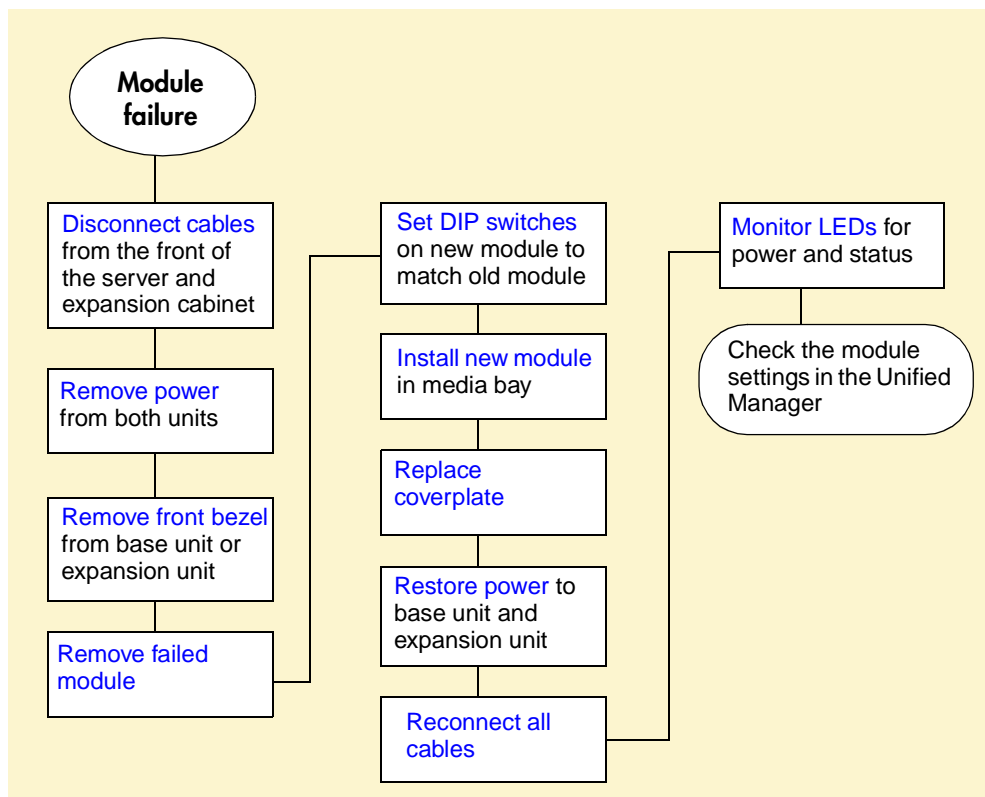 Module
failure
Disconnect cables
from the front of
the server and
expansion cabinet
Remove power
from both units
Remove front bezel
from base unit or
expansion unit
Remove failed
module
Set DIP switches
on new module to
match old module
Install new module
in media bay
Replace
coverplate
Restore power to
base unit and
expansion unit
Reconnect all
cables
Monitor LEDs for
power and status
Check the module
settings in the Unified
Manager